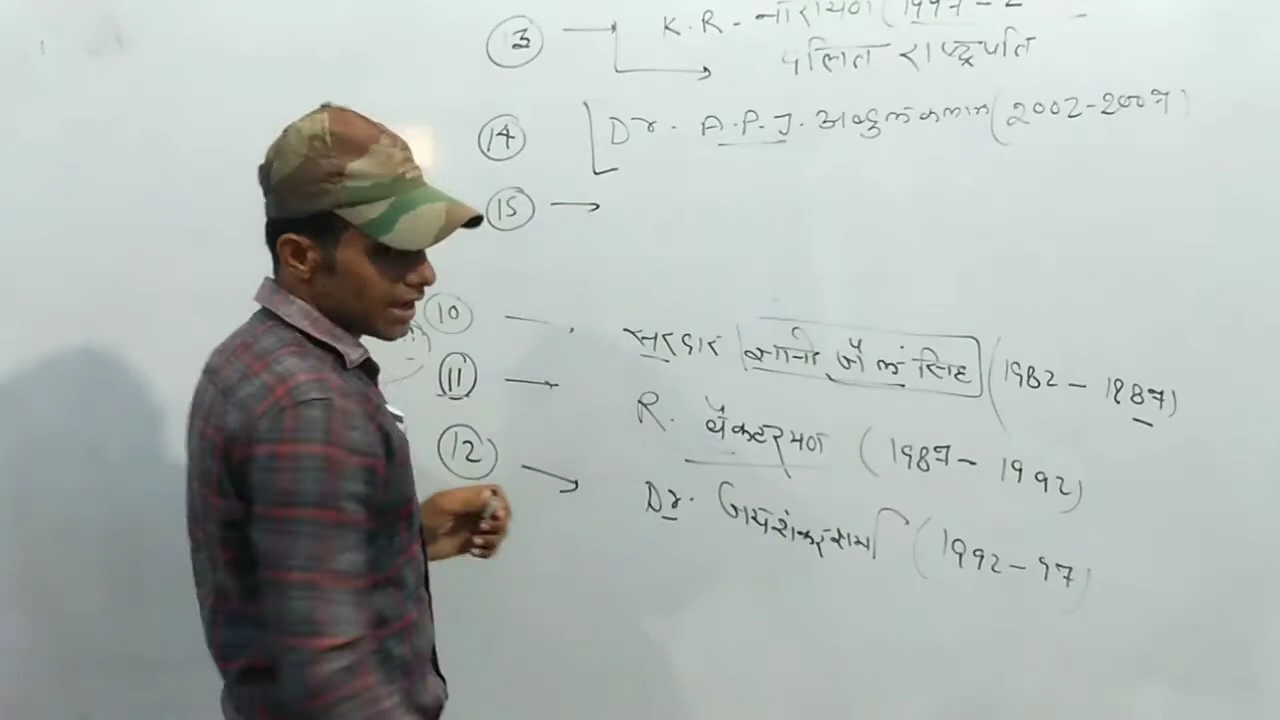 13 K.R. नारायण (1997-2
दलित राष्ट्रपति
14 Dr. A.P.J. अब्दुल कलाम (2002-2007)
15
10 सरदार ज्ञानी जैल सिंह (1982-1987)
11 R. वैंकटरमण (1987-1992)
12 Dr. शंकर (1992-97)